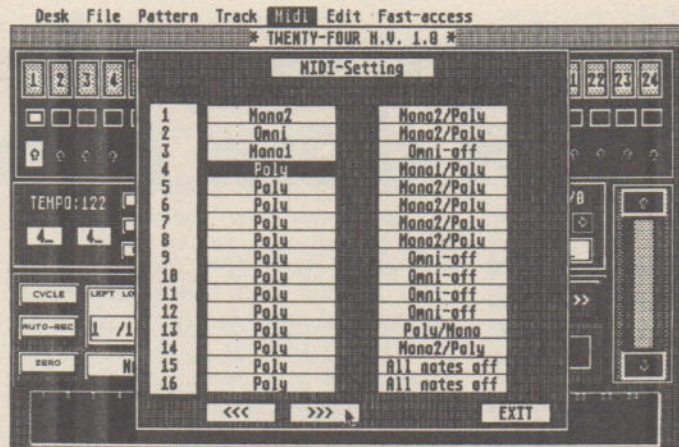 Desk File Pattern Track Midi Edit Fast-access
* TWENTY-FOUR M.V. 1.0 *
MIDI-Setting
1 2 3 4 21 22 23 24
1 Mono2 Mono2/Poly
2 Omni Mono2/Poly
3 Mono1 Omni-off
4 Poly Mono1/Poly
5 Poly Mono2/Poly
6 Poly Mono2/Poly
7 Poly Mono2/Poly
8 Poly Mono2/Poly
9 Poly Omni-off
10 Poly Omni-off
11 Poly Omni-off
12 Poly Omni-off
13 Poly Poly/Mono
14 Poly Mono2/Poly
15 Poly All notes off
16 Poly All notes off
TEMPO:122
4_ 4_
CYCLE
LEFT LO
>>
AUTO-REC
1 /1
ZERO
<<< >>> EXIT